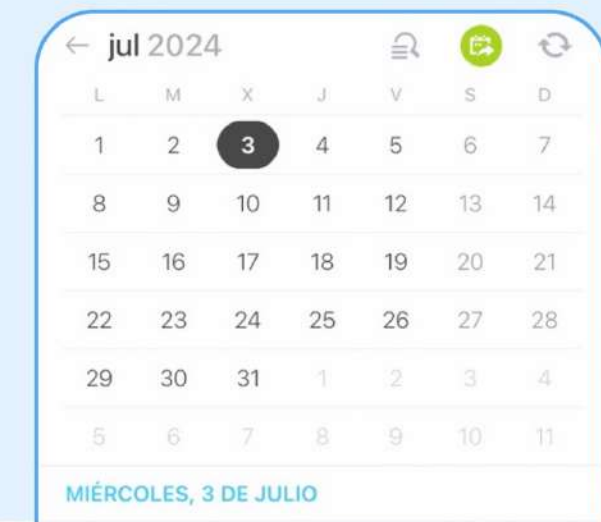 jul 2024
L M X J V S D
1 2 3 4 5 6 7
8 9 10 11 12 13 14
15 16 17 18 19 20 21
22 23 24 25 26 27 28
29 30 31 1 2 3 4
5 6 7 8 9 10 11
MIÉRCOLES, 3 DE JULIO